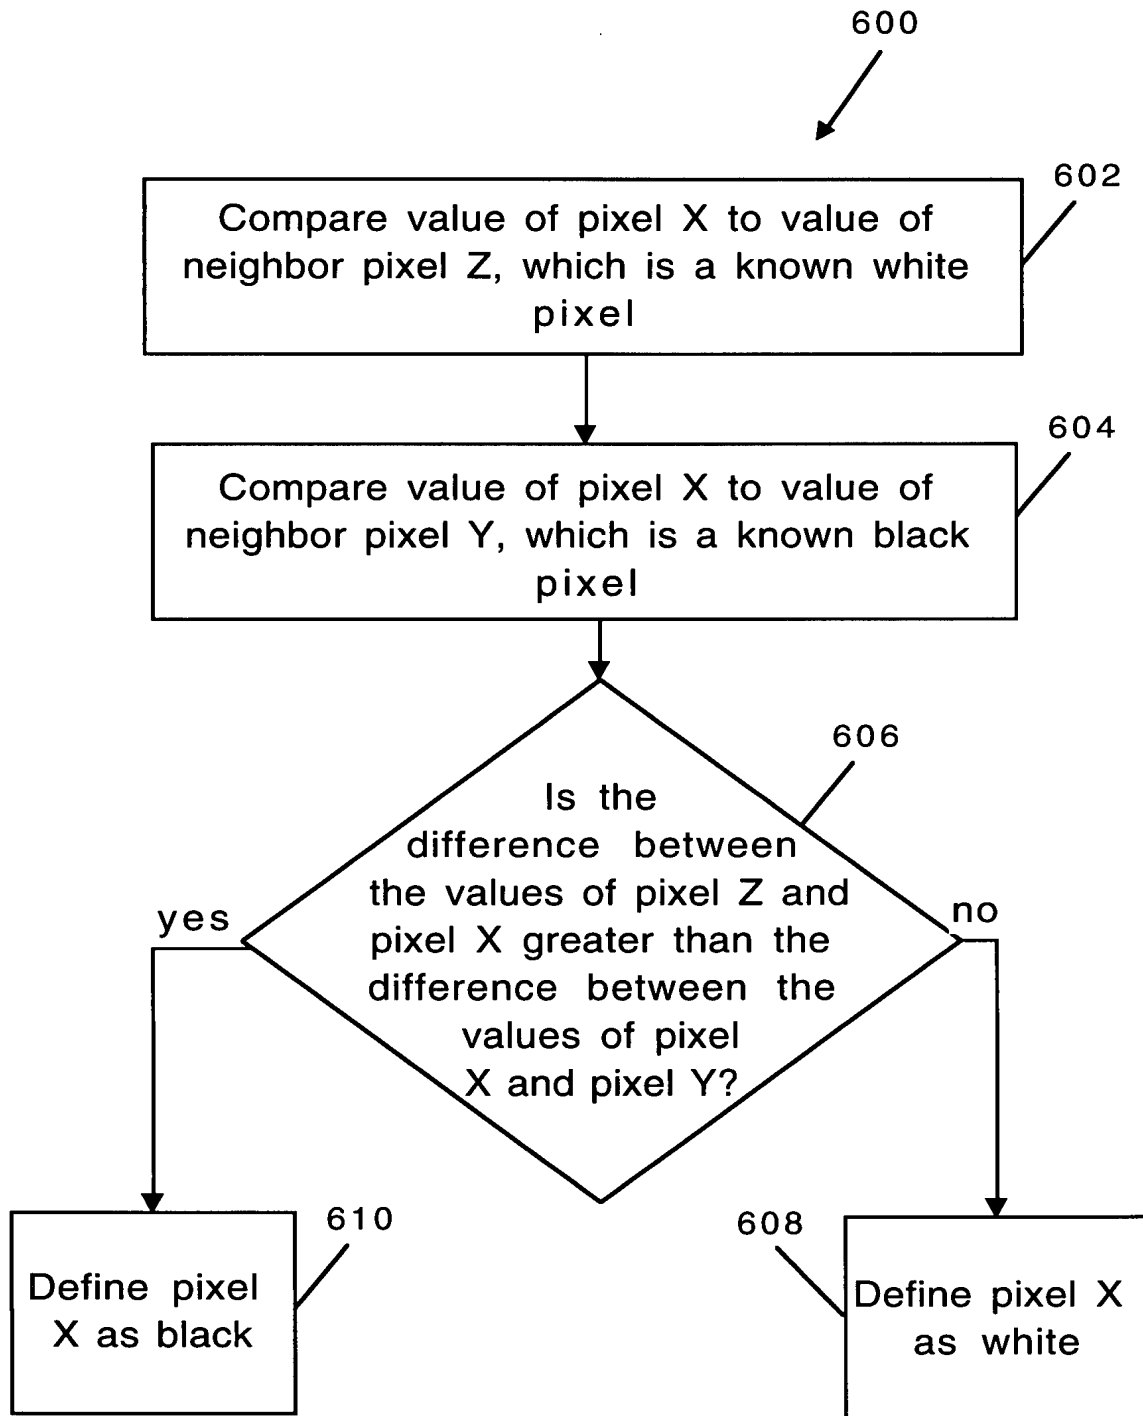 600
602
Compare value of pixel X to value of
neighbor pixel Z, which is a known white
pixel
604
Compare value of pixel X to value of
neighbor pixel Y, which is a known black
pixel
606
Is the
difference between
the values of pixel Z and
pixel X greater than the
difference between the
values of pixel
X and pixel Y?
yes
no
610
608
Define pixel
X as black
Define pixel X
as white